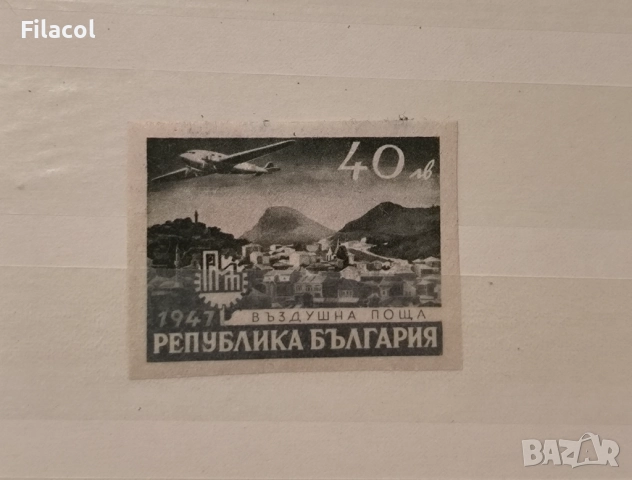 Filacol
40 лв
1947
ВЪЗДУШНА ПОЩА
РЕПУБЛИКА БЪЛГАРИЯ
BAZAR